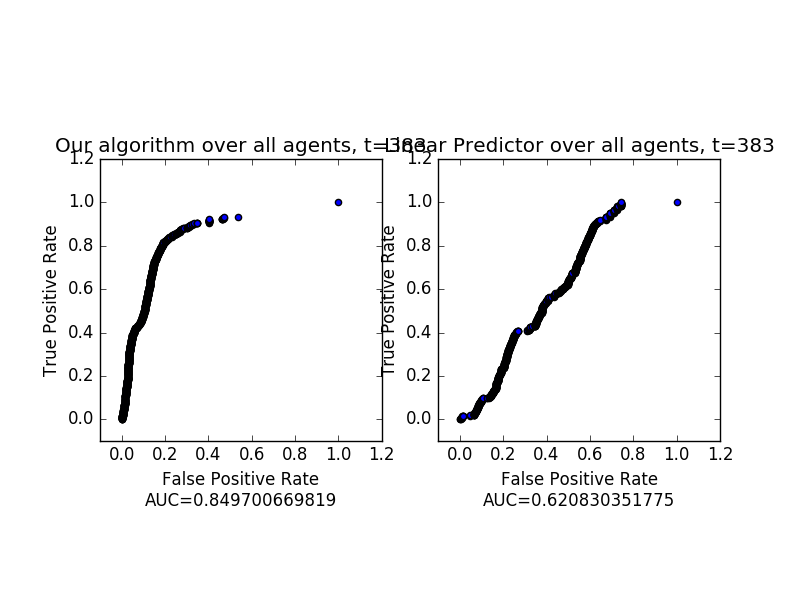 Our algorithm over all agents, t=383
Linear Predictor over all agents, t=383
1.2
1.0
0.8
0.6
0.4
0.2
0.0
True Positive Rate
0.0 0.2 0.4 0.6 0.8 1.0 1.2
False Positive Rate
AUC=0.849700669819
1.2
1.0
0.8
0.6
0.4
0.2
0.0
True Positive Rate
0.0 0.2 0.4 0.6 0.8 1.0 1.2
False Positive Rate
AUC=0.620830351775